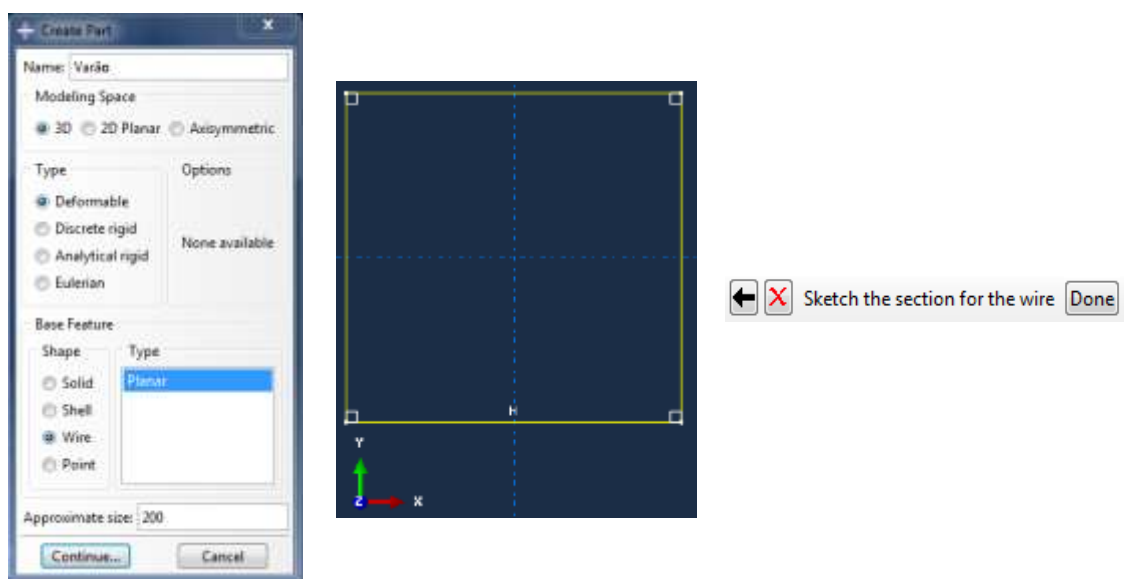 Create Part
x
Name: Varão
Modeling Space
3D 2D Planar Axisymmetric
Type Options
Deformable
Discrete rigid
Analytical rigid
Eulerian
None available
Base Feature
Shape Type
Solid
Shell
Wire
Point
Planar
Approximate size: 200
Continue... Cancel
H
Y
Z X
X Sketch the section for the wire Done